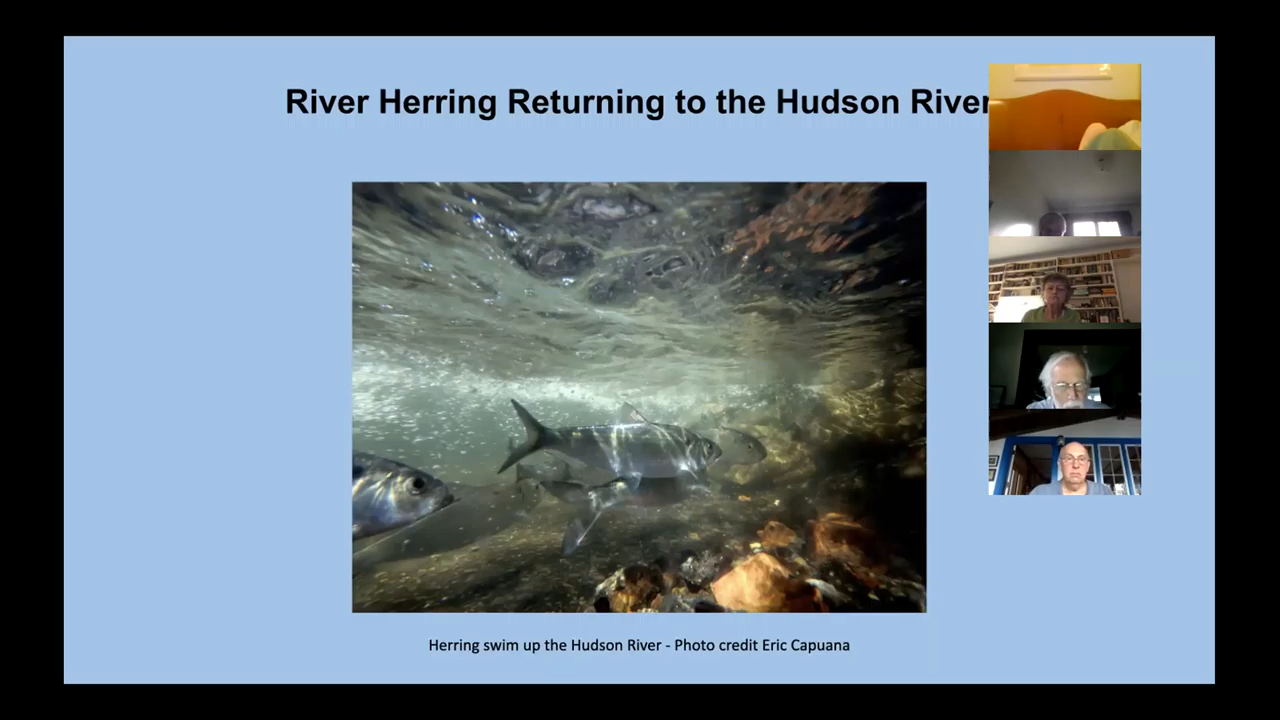 River Herring Returning to the Hudson River
Herring swim up the Hudson River - Photo credit Eric Capuana